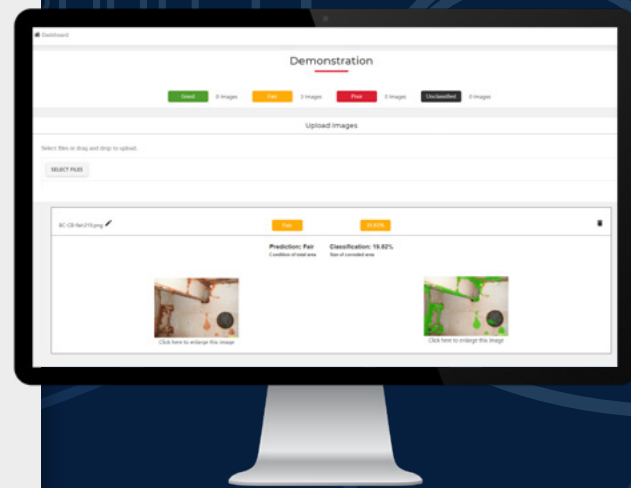 Dashboard
Demonstration
Good 0 Images Fair 0 Images Poor 0 Images Unclassified 0 Images
Upload Images
Select files or drag and drop to upload.
SELECT FILES
Fair 19.82%
Prediction: Fair Classification: 19.82%
Condition of total area Size of corroded area
Click here to enlarge this image Click here to enlarge this image